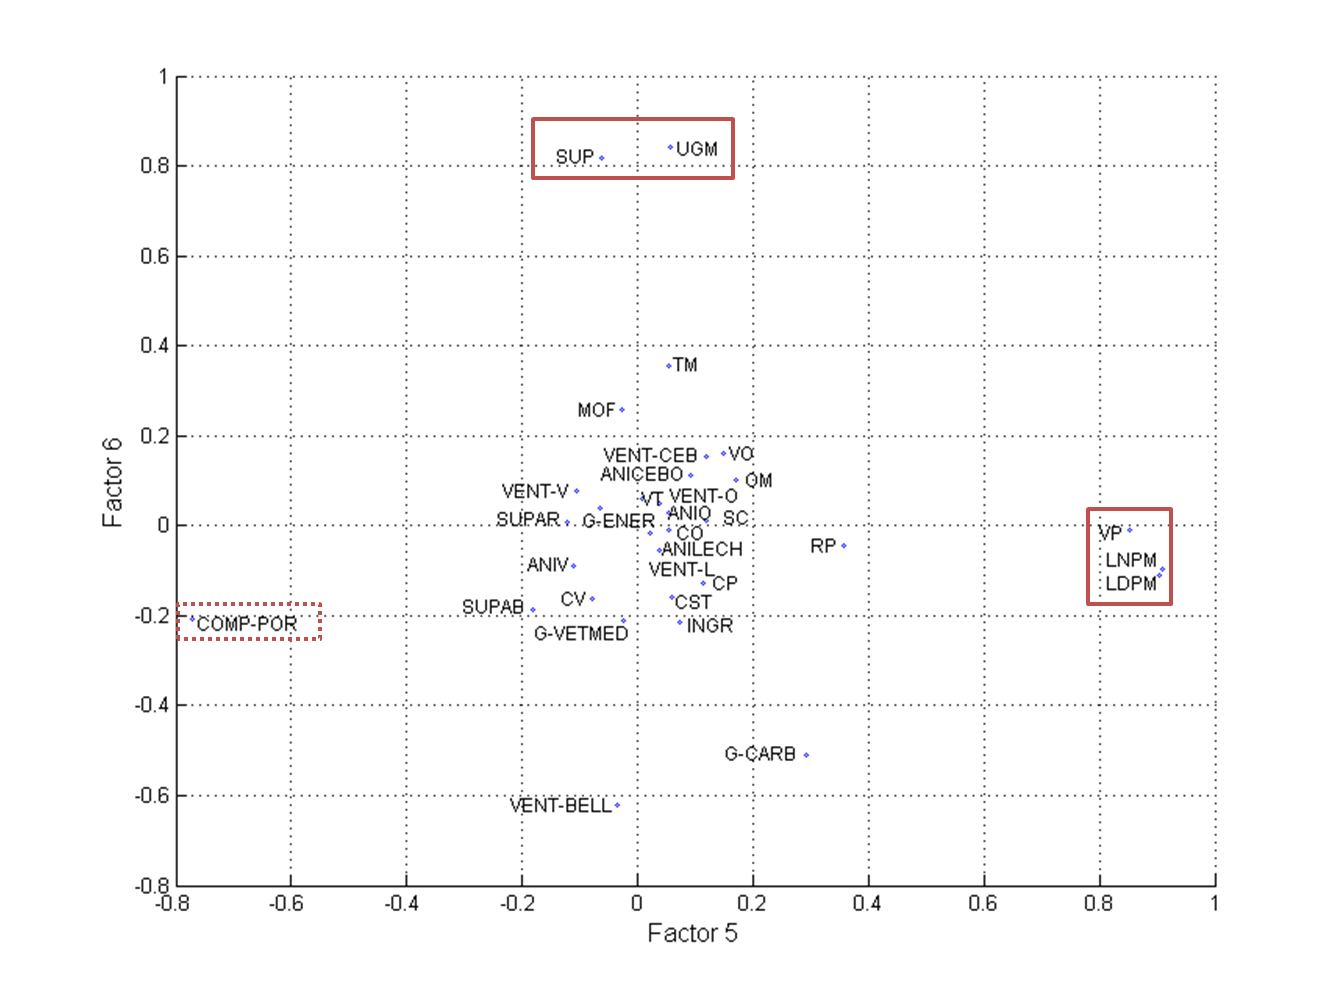 1
0.8
0.6
0.4
0.2
0
-0.2
-0.4
-0.6
-0.8
Factor 6
SUP
UGM
TM
MOF
VENT-CEB
VO
ANICEBO
OM
VENT-V
VT
VENT-O
SUPAR
G-ENER
ANIO
SC
CO
RP
VP
ANILECH
LNPM
ANIV
VENT-L
CP
LDPM
CV
CST
SUPAB
COMP-POR
G-VETMED
INGR
G-CARB
VENT-BELL
-0.8 -0.6 -0.4 -0.2 0 0.2 0.4 0.6 0.8 1
Factor 5